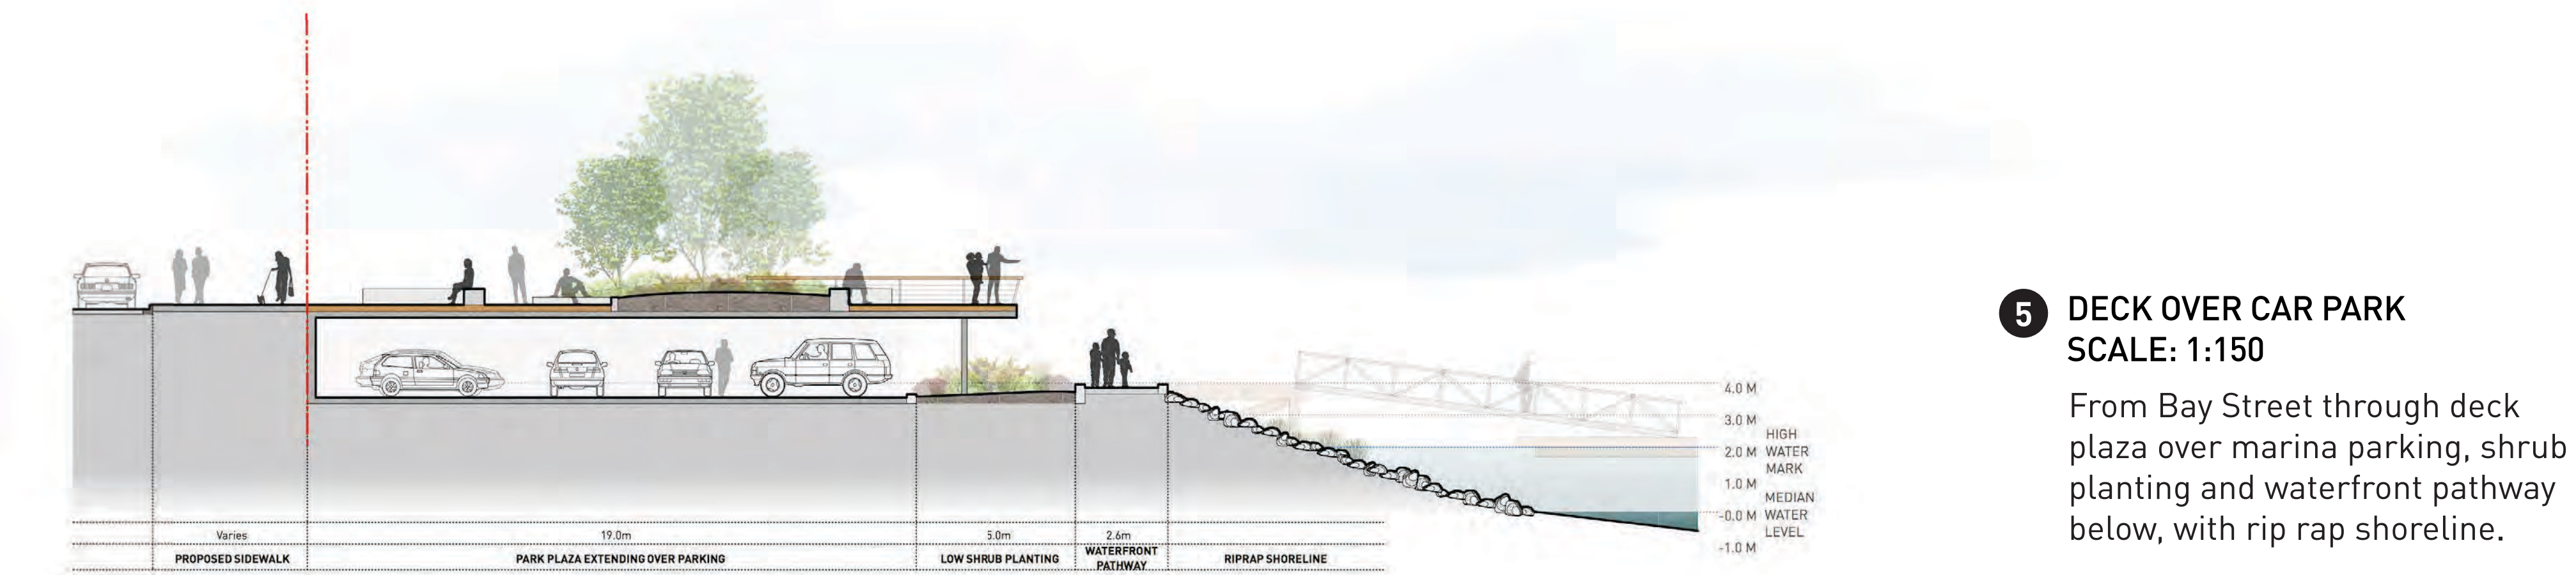 4.0 M
3.0 M
HIGH
2.0 M WATER
MARK
1.0 M
MEDIAN
-0.0 M WATER
LEVEL
-1.0 M
Varies
19.0m
5.0m
2.6m
PROPOSED SIDEWALK
PARK PLAZA EXTENDING OVER PARKING
LOW SHRUB PLANTING
WATERFRONT
PATHWAY
RIPRAP SHORELINE
5
DECK OVER CAR PARK
SCALE: 1:150
From Bay Street through deck
plaza over marina parking, shrub
planting and waterfront pathway
below, with rip rap shoreline.